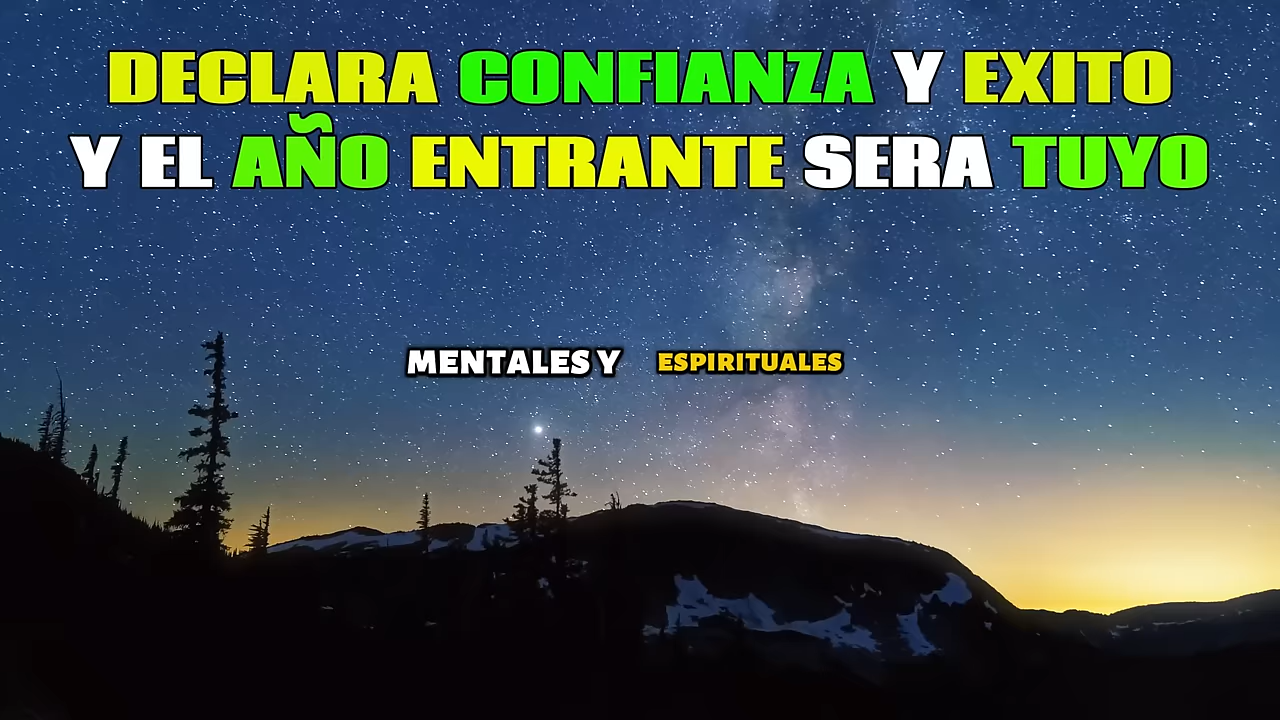 DECLARA CONFIANZA Y EXITO
Y EL AÑO ENTRANTE SERA TUYO
MENTALES Y ESPIRITUALES